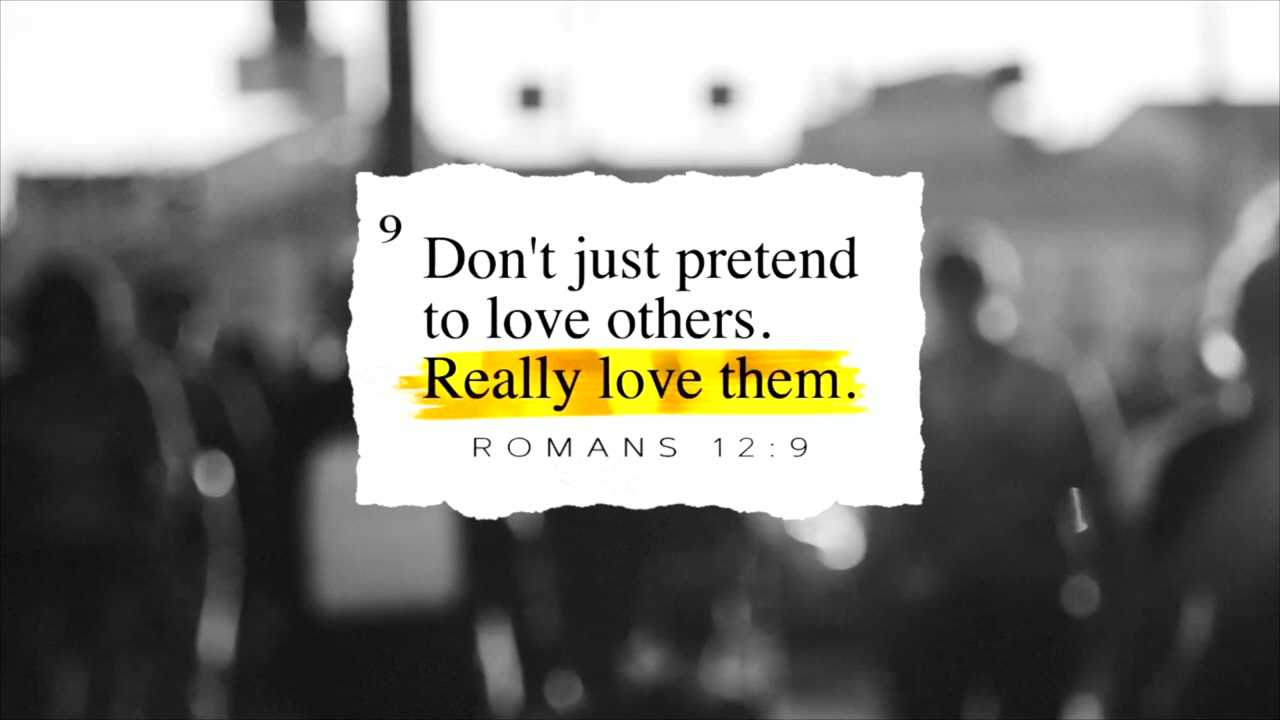 9
Don't just pretend
to love others.
Really love them.
ROMANS 12:9